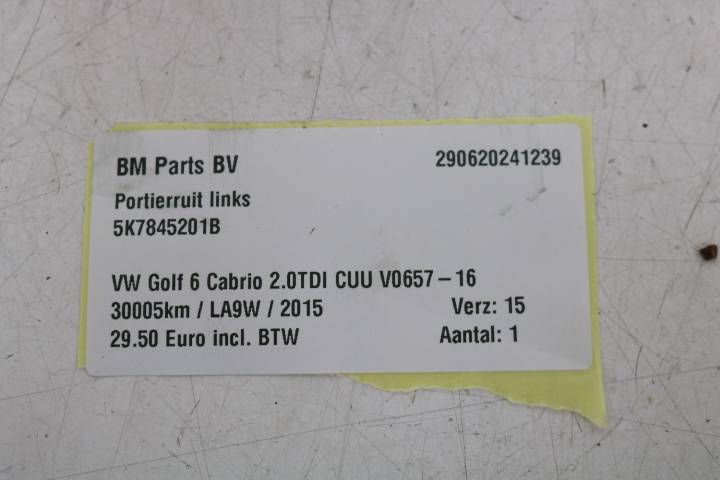 BM Parts BV 290620241239
Portierruit links
5K7845201B
VW Golf 6 Cabrio 2.0TDI CUU V0657-16
30005km / LA9W / 2015 Verz: 15
29.50 Euro incl. BTW Aantal: 1